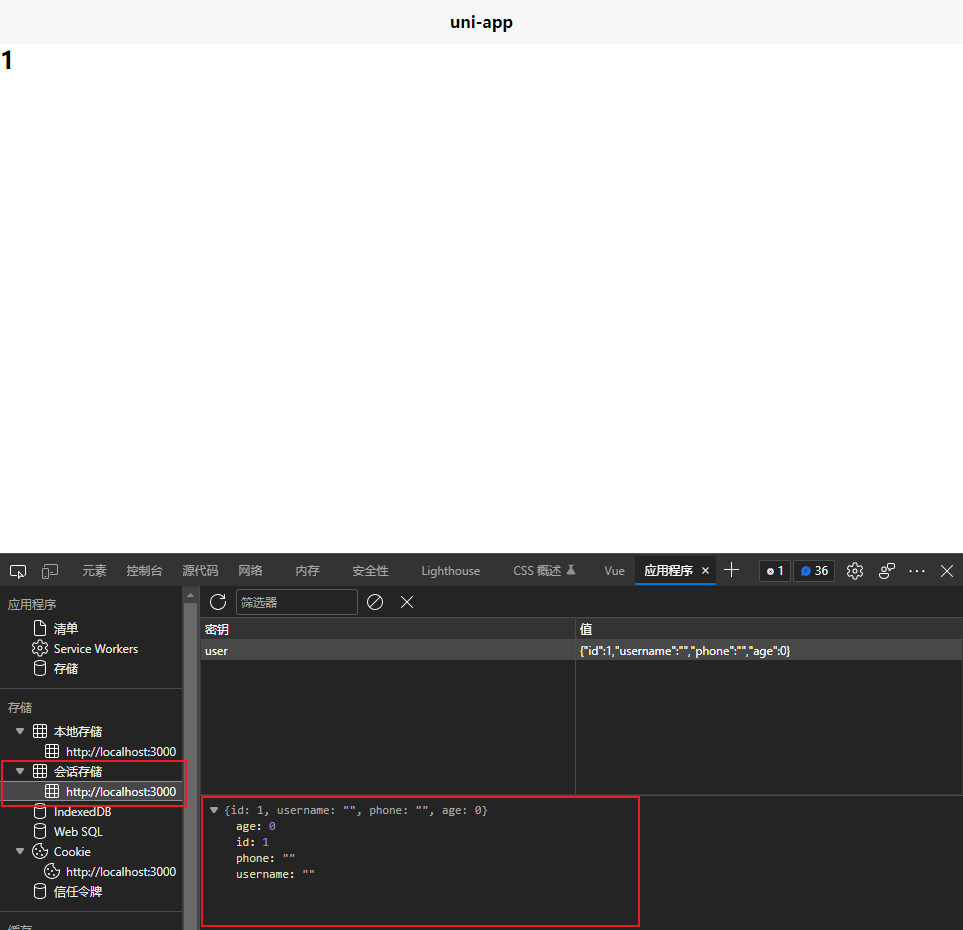 uni-app
1
元素 控制台 源代码 网络 内存 安全性 Lighthouse CSS 概述 Vue 应用程序 1 36
应用程序
清单
Service Workers
存储
存储
本地存储
http://localhost:3000
会话存储
http://localhost:3000
IndexedDB
Web SQL
Cookie
http://localhost:3000
信任令牌
缓存
筛选器
密钥 值
user {"id":1,"username":"","phone":"","age":0}
{id: 1, username: "", phone: "", age: 0}
age: 0
id: 1
phone: ""
username: ""